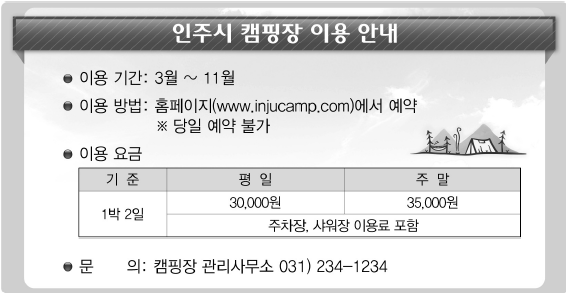 인주시 캠핑장 이용 안내
● 이용 기간: 3월 ~ 11월
● 이용 방법: 홈페이지(www.injucamp.com)에서 예약
※ 당일 예약 불가
● 이용 요금
기 준 평 일 주 말
1박 2일 30,000원 35,000원
주차장, 샤워장 이용료 포함
● 문 의: 캠핑장 관리사무소 031) 234-1234